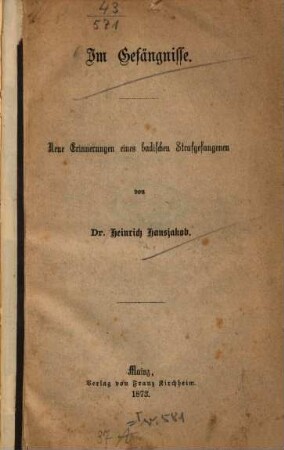 43
571
Im Gefängnisse.
Neue Erinnerungen eines badischen Strafgefangenen
von
Dr. Heinrich Hansjakob.
Mainz,
Verlag von Franz Kirchheim.
1873.